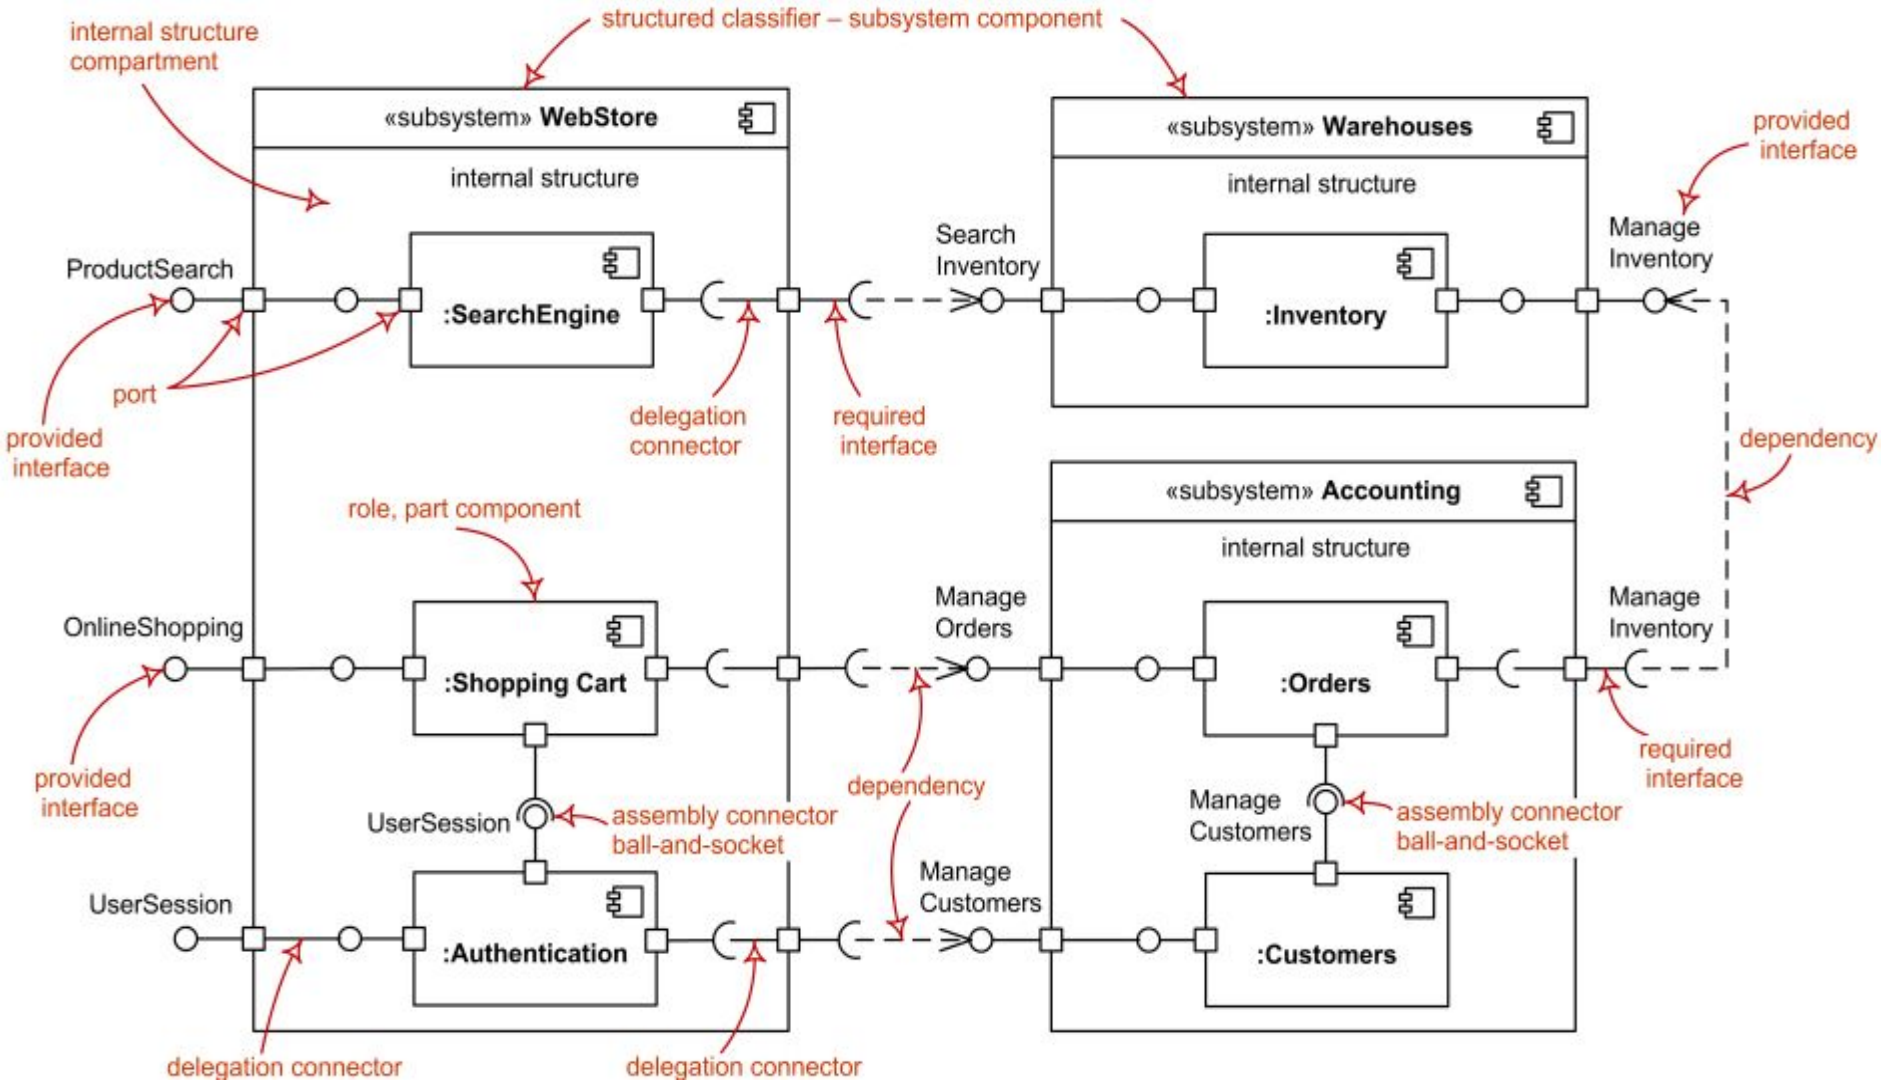 structured classifier – subsystem component
internal structure
compartment
«subsystem» WebStore
internal structure
«subsystem» Warehouses
internal structure
provided
interface
ProductSearch
:SearchEngine
Search
Inventory
:Inventory
Manage
Inventory
port
provided
interface
delegation
connector
required
interface
dependency
role, part component
«subsystem» Accounting
internal structure
OnlineShopping
:Shopping Cart
Manage
Orders
:Orders
Manage
Inventory
provided
interface
dependency
required
interface
UserSession
assembly connector
ball-and-socket
Manage
Customers
assembly connector
ball-and-socket
UserSession
:Authentication
Manage
Customers
:Customers
delegation connector
delegation connector